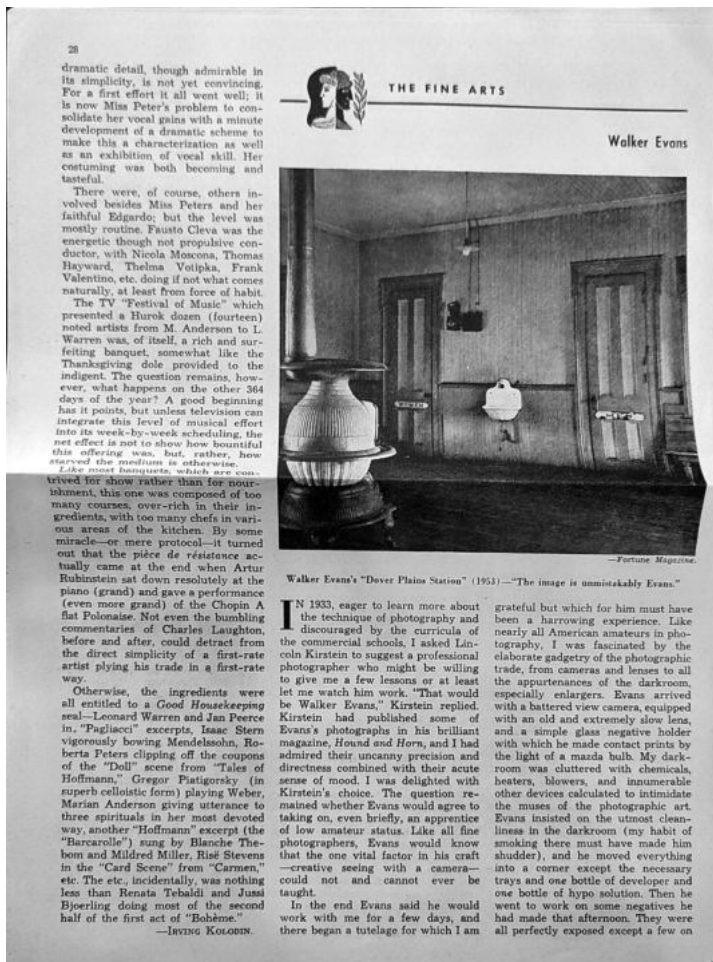 28
dramatic detail, though admirable in
its simplicity, is not yet convincing.
For a first effort it all went well; it
is now Miss Peter's problem to con-
solidate her vocal gains with a minute
development of a dramatic scheme to
make this a characterization as well
as an exhibition of vocal skill. Her
costuming was both becoming and
tasteful.
There were, of course, others in-
volved besides Miss Peters and her
faithful Edgardo; but the level was
mostly routine. Fausto Cleva was the
energetic though not propulsive con-
ductor, with Nicola Moscona, Thomas
Hayward, Thelma Votipka, Frank
Valentino, etc. doing if not what comes
naturally, at least from force of habit.
The TV "Festival of Music" which
presented a Hurok dozen (fourteen)
noted artists from M. Anderson to L.
Warren was, of itself, a rich and sur-
feiting banquet, somewhat like the
Thanksgiving dole provided to the
indigent. The question remains, how-
ever, what happens on the other 364
days of the year? A good beginning
has it points, but unless television can
integrate this level of musical effort
into its week-by-week scheduling, the
net effect is not to show how bountiful
this offering was, but, rather, how
starved the medium is otherwise.
Like most banquets, which are con-
trived for show rather than for nour-
ishment, this one was composed of too
many courses, over-rich in their in-
gredients, with too many chefs in vari-
ous areas of the kitchen. By some
miracle—or mere protocol—it turned
out that the pièce de résistance ac-
tually came at the end when Artur
Rubinstein sat down resolutely at the
piano (grand) and gave a performance
(even more grand) of the Chopin A
flat Polonaise. Not even the bumbling
commentaries of Charles Laughton,
before and after, could detract from
the direct simplicity of a first-rate
artist plying his trade in a first-rate
way.
Otherwise, the ingredients were
all entitled to a Good Housekeeping
seal—Leonard Warren and Jan Peerce
in. "Pagliacci" excerpts, Isaac Stern
vigorously bowing Mendelssohn, Ro-
berta Peters clipping off the coupons
of the "Doll" scene from "Tales of
Hoffmann," Gregor Piatigorsky (in
superb celloistic form) playing Weber,
Marian Anderson giving utterance to
three spirituals in her most devoted
way, another "Hoffmann" excerpt (the
"Barcarolle") sung by Blanche The-
bom and Mildred Miller, Risë Stevens
in the "Card Scene" from "Carmen,"
etc. The etc., incidentally, was nothing
less than Renata Tebaldi and Jussi
Bjoerling doing most of the second
half of the first act of "Bohème."
—IRVING KOLODIN.
THE FINE ARTS
Walker Evans
WOMEN
—Fortune Magazine.
Walker Evans's "Dover Plains Station" (1953)—"The image is unmistakably Evans."
IN 1933, eager to learn more about
the technique of photography and
discouraged by the curricula of
the commercial schools, I asked Lin-
coln Kirstein to suggest a professional
photographer who might be willing
to give me a few lessons or at least
let me watch him work. "That would
be Walker Evans," Kirstein replied.
Kirstein had published some of
Evans's photographs in his brilliant
magazine, Hound and Horn, and I had
admired their uncanny precision and
directness combined with their acute
sense of mood. I was delighted with
Kirstein's choice. The question re-
mained whether Evans would agree to
taking on, even briefly, an appren-
tice of low amateur status. Like all fine
photographers, Evans would know
that the one vital factor in his craft
—creative seeing with a camera—
could not and cannot ever be
taught.
In the end Evans said he would
work with me for a few days, and
there began a tutelage for which I am
grateful but which for him must have
been a harrowing experience. Like
nearly all American amateurs in pho-
tography, I was fascinated by the
elaborate gadgetry of the photographic
trade, from cameras and lenses to all
the appurtenances of the darkroom,
especially enlargers. Evans arrived
with a battered view camera, equipped
with an old and extremely slow lens,
and a simple glass negative holder
with which he made contact prints by
the light of a mazda bulb. My dark-
room was cluttered with chemicals,
heaters, blowers, and innumerable
other devices calculated to intimidate
the muses of the photographic art.
Evans insisted on the utmost clean-
liness in the darkroom (my habit of
smoking there must have made him
shudder), and he moved everything
into a corner except the necessary
trays and one bottle of developer and
one bottle of hypo solution. Then he
went to work on some negatives he
had made that afternoon. They were
all perfectly exposed except a few on